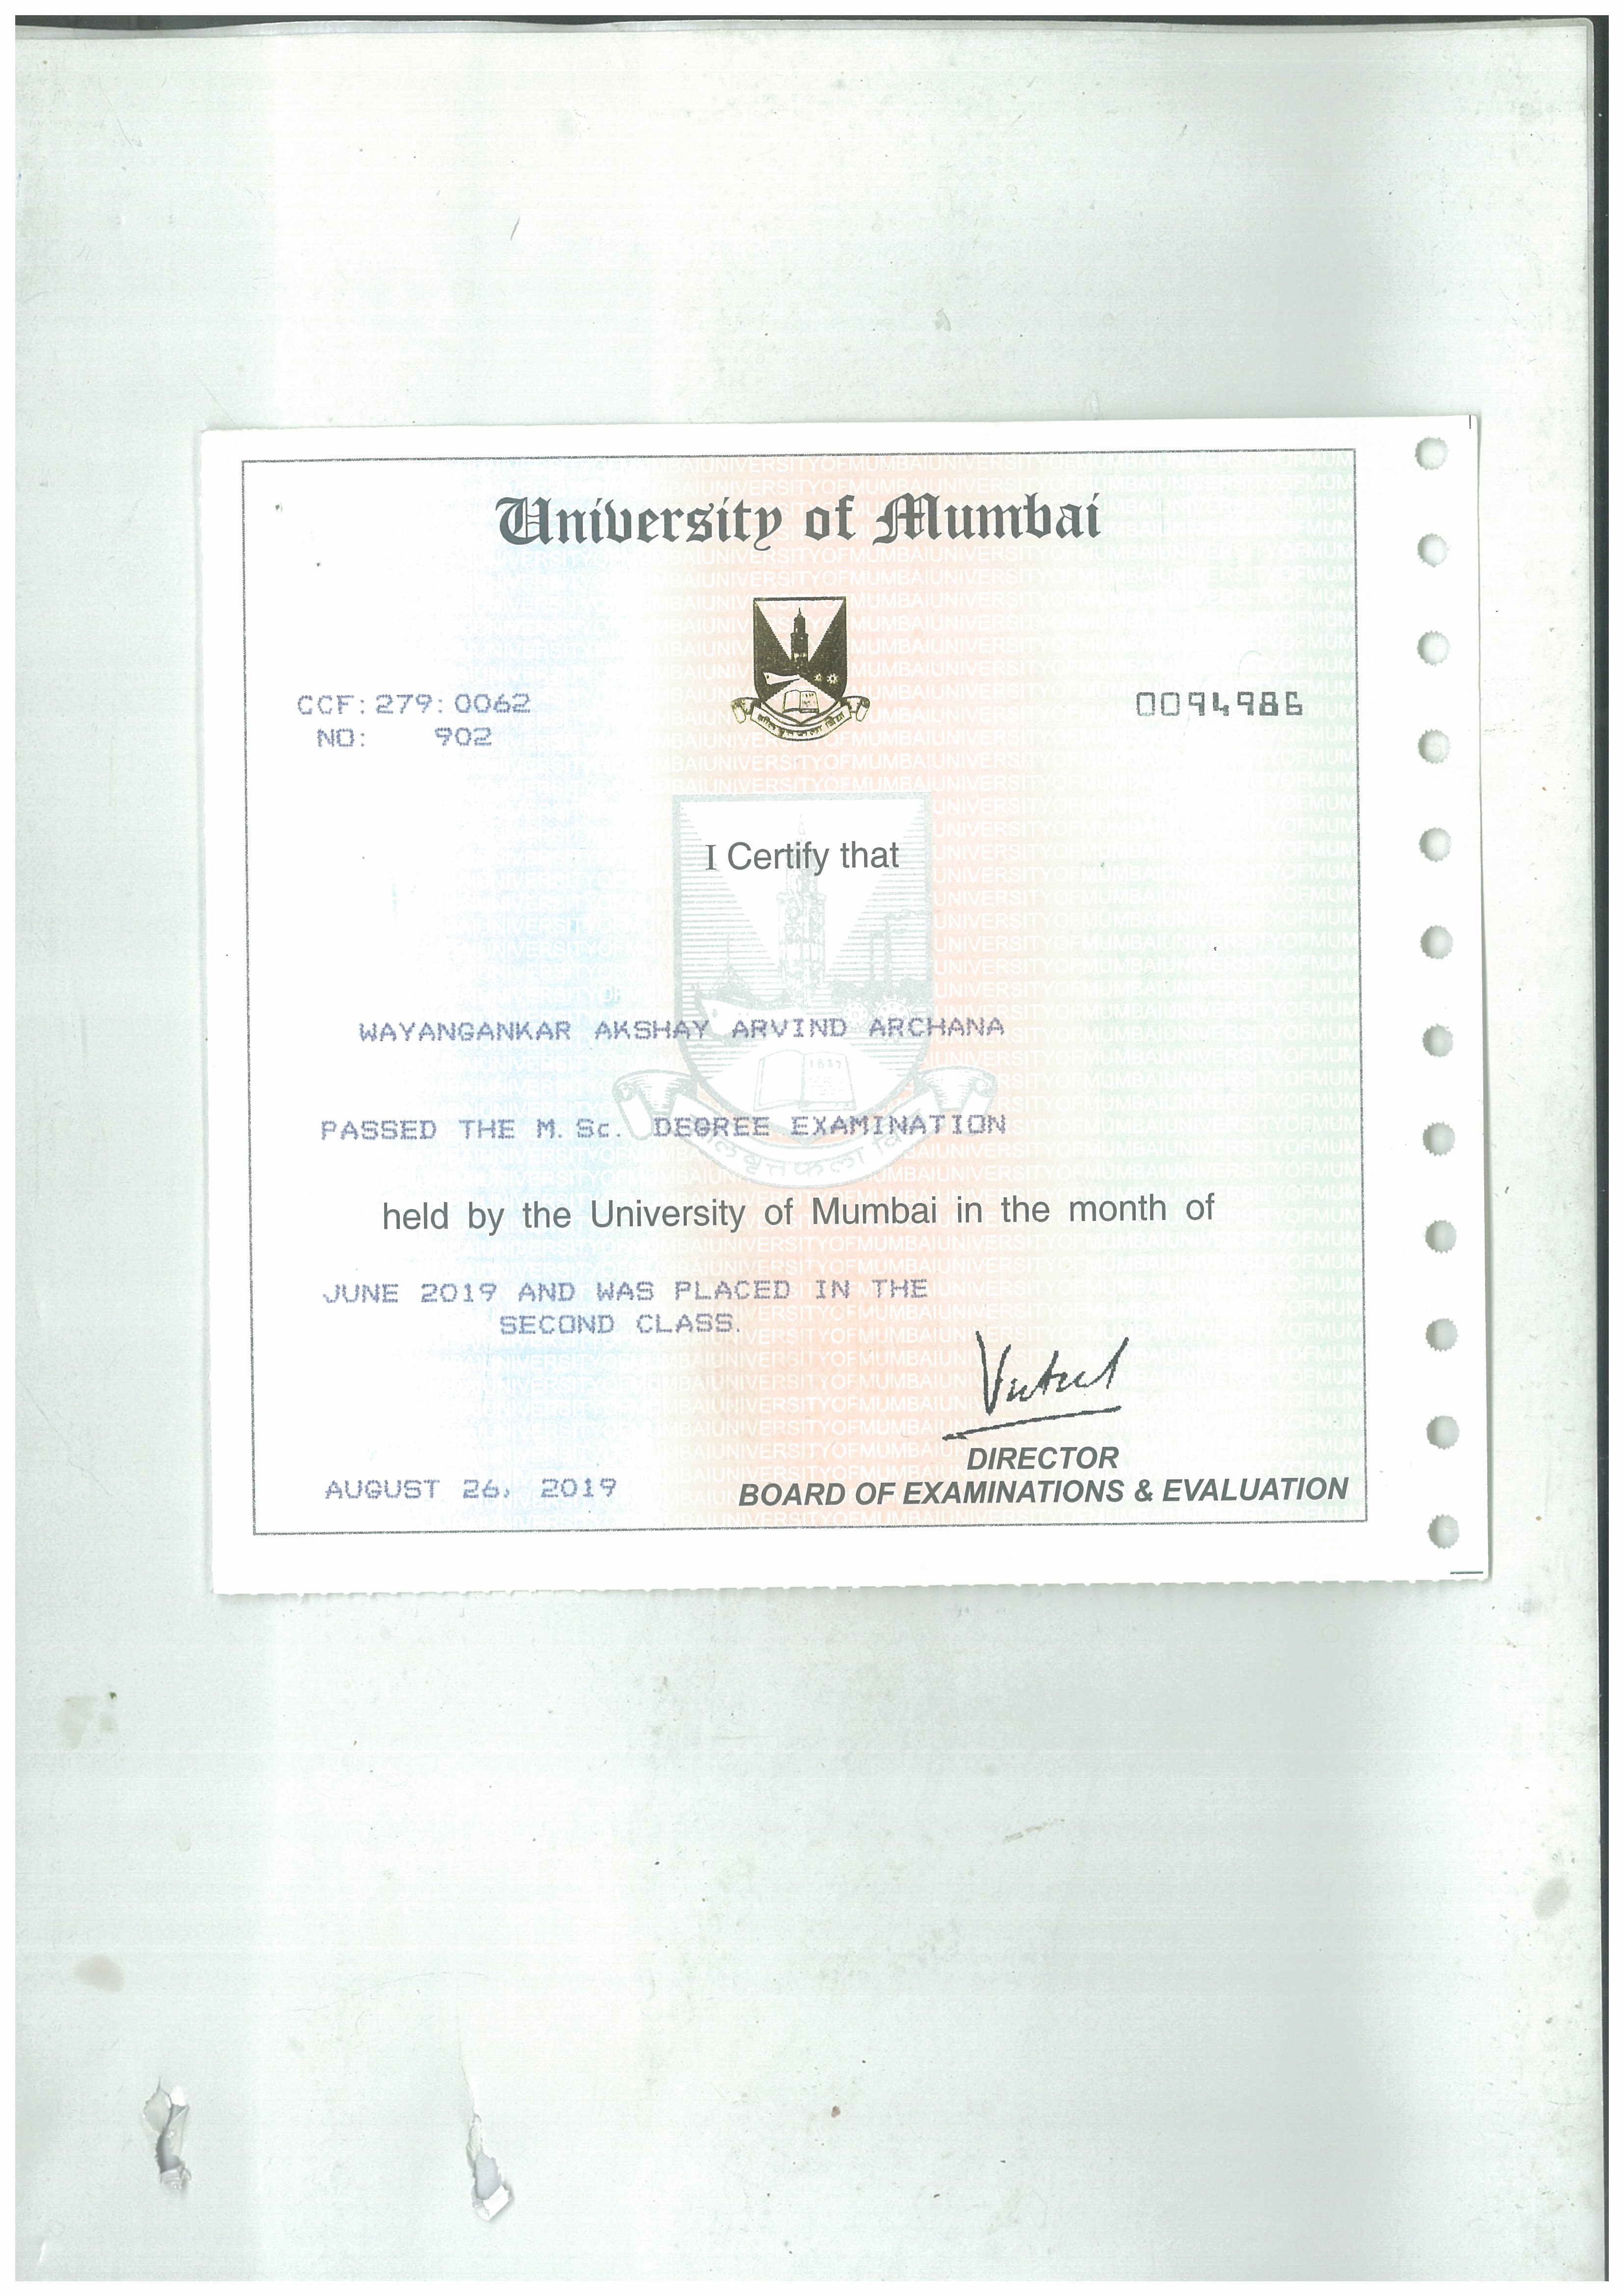 University of Mumbai
CCF:279:0062
0094986
NO: 902
I Certify that
WAYANGANKAR AKSHAY ARVIND ARCHANA
1857
PASSED THE M.Sc. DEGREE EXAMINATION
held by the University of Mumbai in the month of
JUNE 2019 AND WAS PLACED IN THE
SECOND CLASS.
DIRECTOR
AUGUST 26, 2019
BOARD OF EXAMINATIONS & EVALUATION